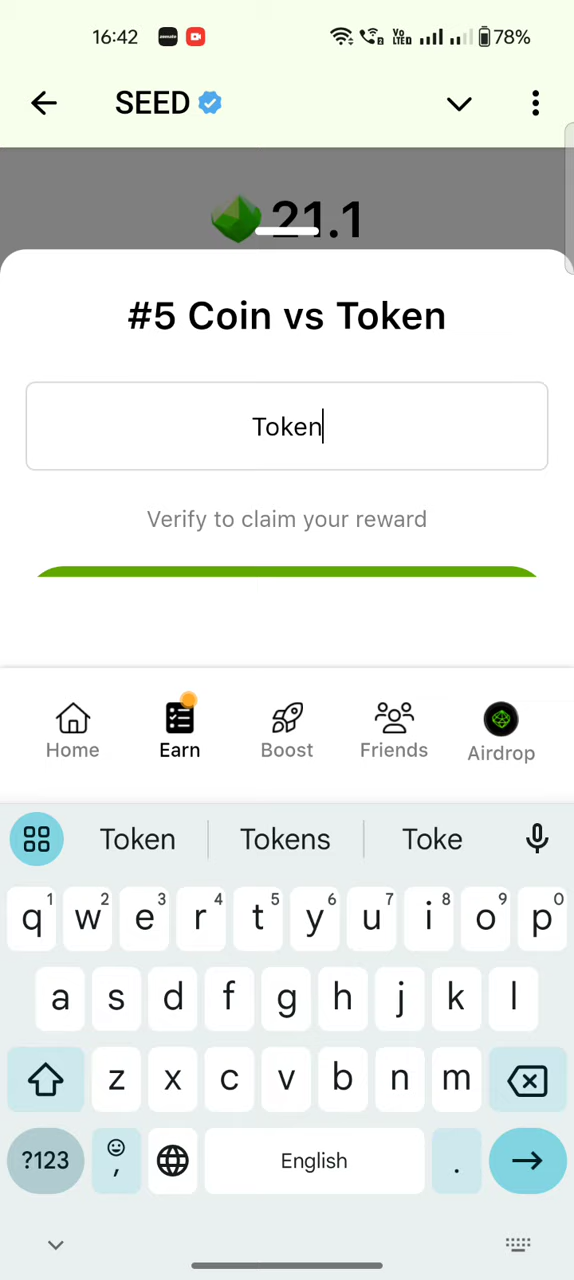 16:42 78%
SEED
21.1
#5 Coin vs Token
Token
Verify to claim your reward
Home Earn Boost Friends Airdrop
Token Tokens Toke
q1 w2 e3 r4 t5 y6 u7 i8 o9 p0
a s d f g h j k l
z x c v b n m
?123 , English .